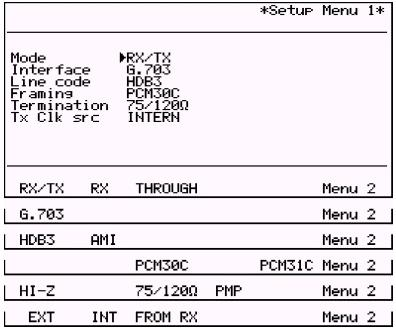 *Setup Menu 1*
Mode ▶RX/TX
Interface G.703
Line code HDB3
Framing PCM30C
Termination 75/120Ω
Tx Clk src INTERN
RX/TX RX THROUGH Menu 2
G.703 Menu 2
HDB3 AMI Menu 2
PCM30C PCM31C Menu 2
HI-Z 75/120Ω PMP Menu 2
EXT INT FROM RX Menu 2